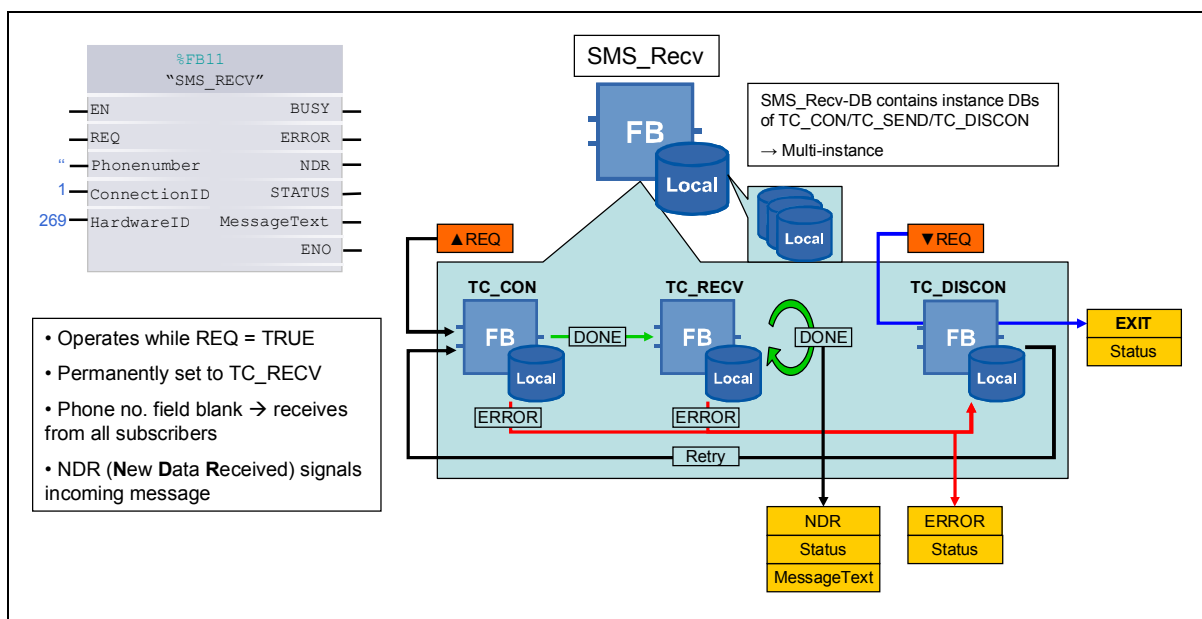 %FB11
“SMS_RECV”
EN
BUSY
REQ
ERROR
“
Phonenumber
NDR
1
ConnectionID
STATUS
269
HardwareID
MessageText
ENO
• Operates while REQ = TRUE
• Permanently set to TC_RECV
• Phone no. field blank → receives
from all subscribers
• NDR (New Data Received) signals
incoming message
SMS_Recv
FB
Local
SMS_Recv-DB contains instance DBs
of TC_CON/TC_SEND/TC_DISCON
→ Multi-instance
Local
▲REQ
▼REQ
TC_CON
FB
Local
DONE
TC_RECV
FB
Local
DONE
TC_DISCON
FB
Local
ERROR
ERROR
Retry
EXIT
Status
NDR
Status
MessageText
ERROR
Status